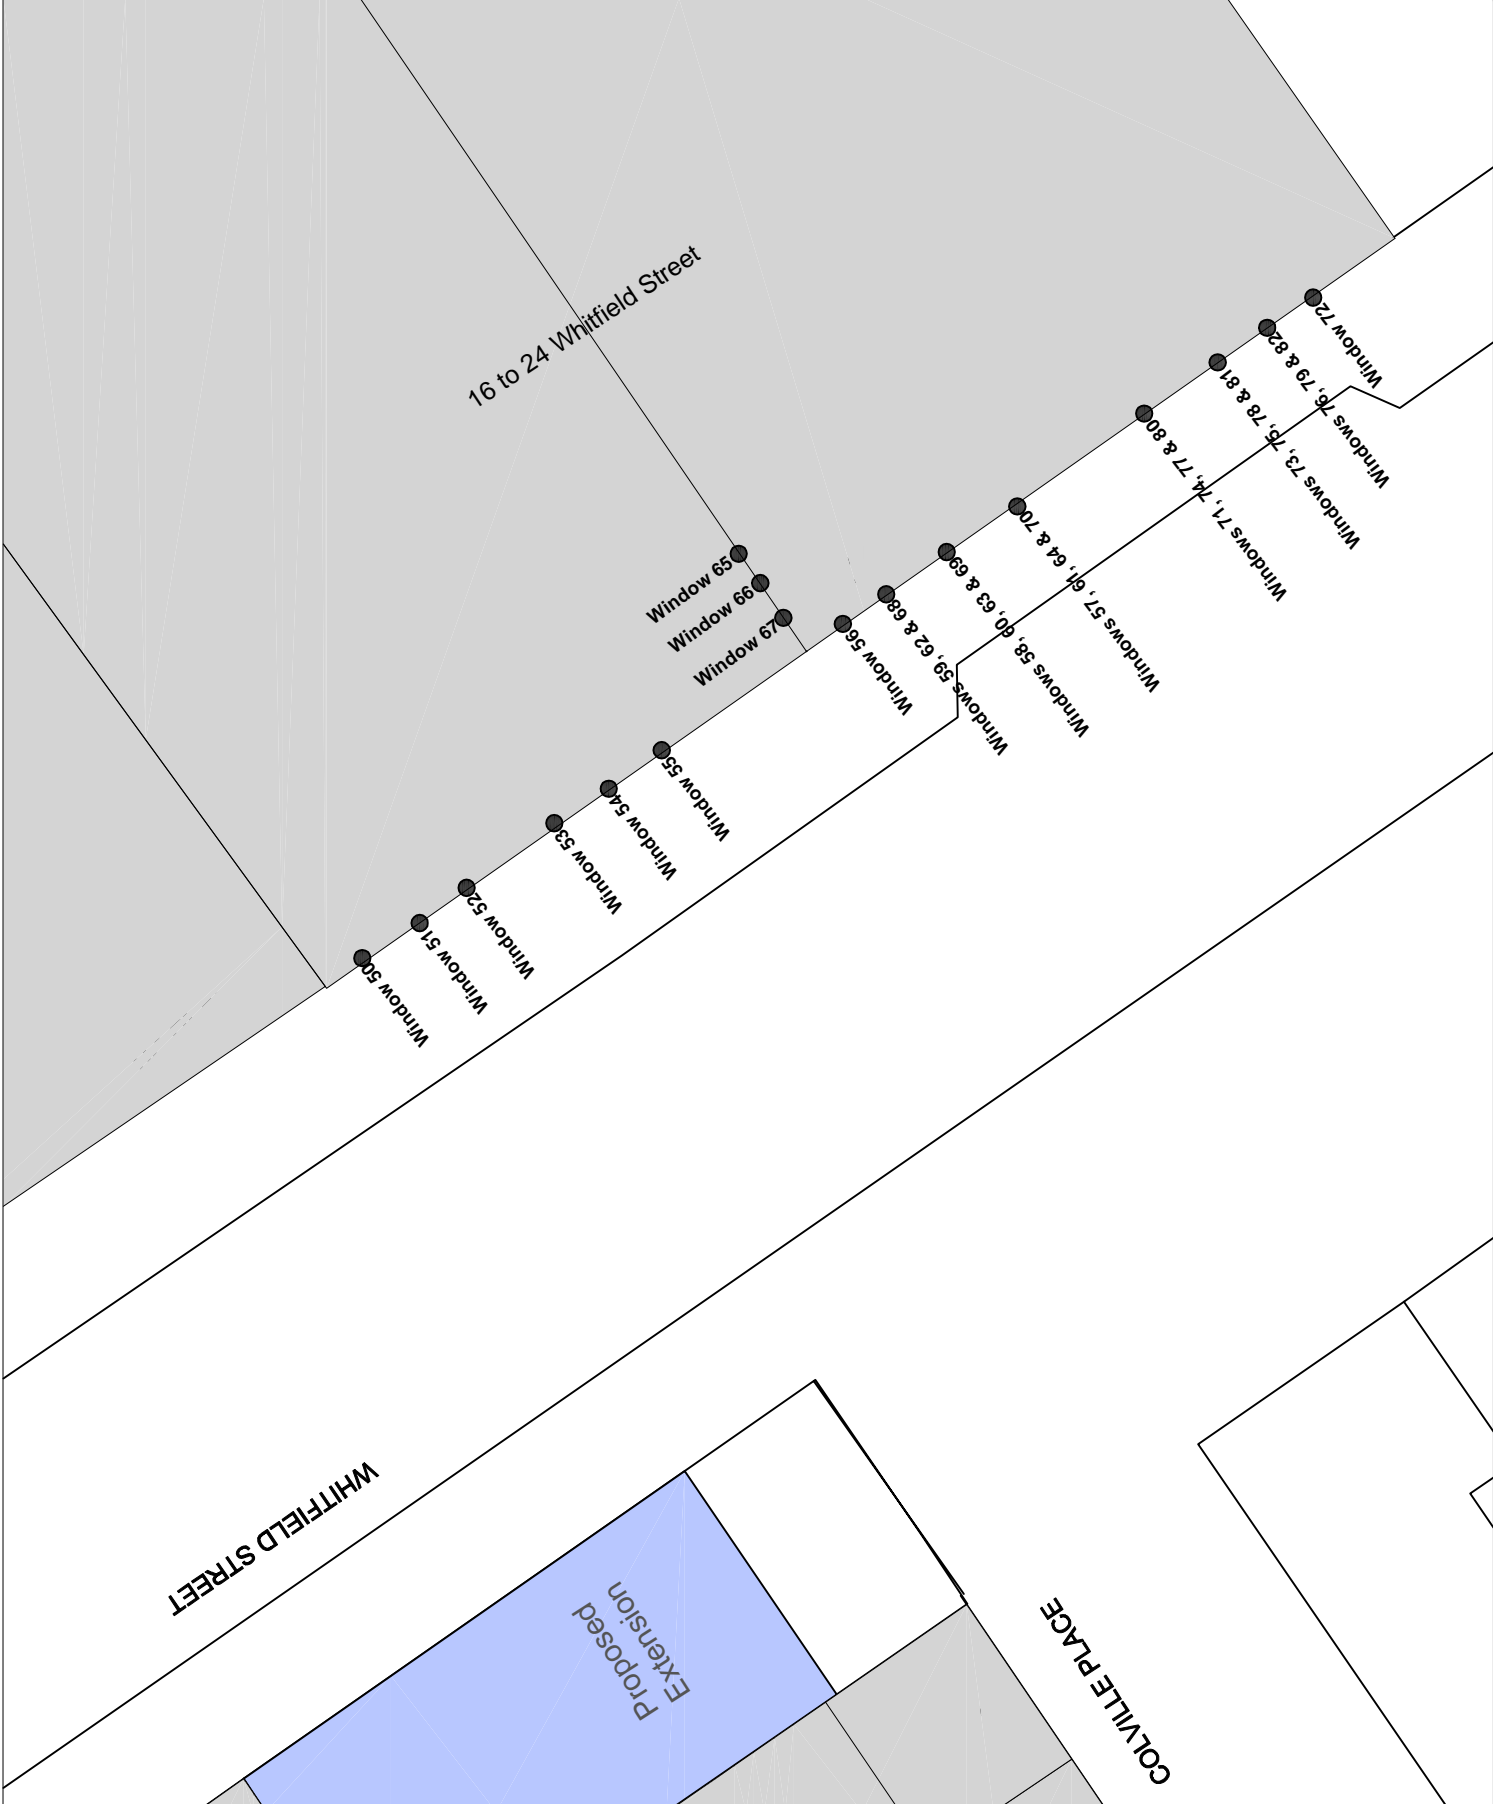 16 to 24 Whitfield Street
Window 72
Windows 76, 79 & 82
Windows 73, 75, 78 & 81
Windows 71, 74, 77 & 80
Windows 57, 61, 64 & 70
Windows 58, 60, 63 & 69
Windows 59, 62 & 68
Window 56
Window 65
Window 66
Window 67
Window 55
Window 54
Window 53
Window 52
Window 51
Window 50
WHITFIELD STREET
Proposed
Extension
COLVILLE PLACE